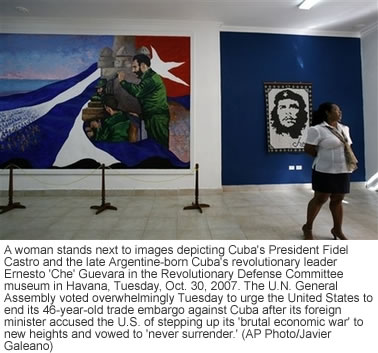 A woman stands next to images depicting Cuba's President Fidel
Castro and the late Argentine-born Cuba's revolutionary leader
Ernesto 'Che' Guevara in the Revolutionary Defense Committee
museum in Havana, Tuesday, Oct. 30, 2007. The U.N. General
Assembly voted overwhelmingly Tuesday to urge the United States to
end its 46-year-old trade embargo against Cuba after its foreign
minister accused the U.S. of stepping up its 'brutal economic war' to
new heights and vowed to 'never surrender.' (AP Photo/Javier
Galeano)